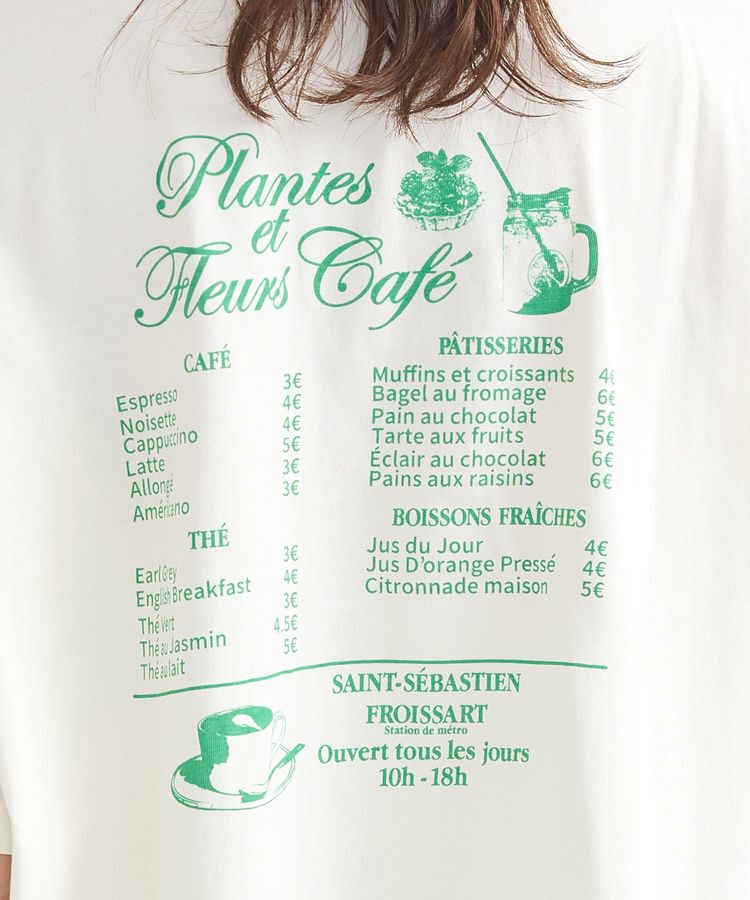 Plantes
et
Fleurs Café
CAFÉ
Espresso 3€
Noisette 4€
Cappuccino 4€
Latte 5€
Allongé 3€
Américano 3€
THÉ
Earl Grey 3€
English Breakfast 4€
Thé Vert 3€
Thé au Jasmin 4.5€
Thé au lait 5€
PÂTISSERIES
Muffins et croissants 4€
Bagel au fromage 6€
Pain au chocolat 5€
Tarte aux fruits 5€
Éclair au chocolat 6€
Pains aux raisins 6€
BOISSONS FRAÎCHES
Jus du Jour 4€
Jus D'orange Pressé 4€
Citronnade maison 5€
SAINT-SÉBASTIEN
FROISSART
Station de métro
Ouvert tous les jours
10h - 18h